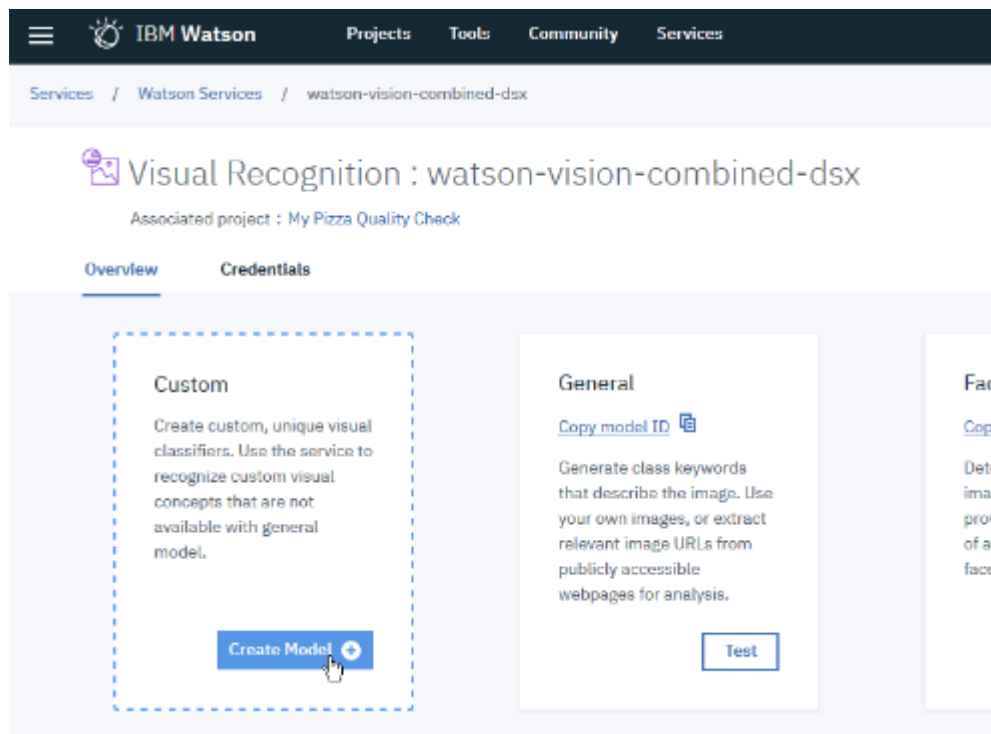 IBM Watson Projects Tools Community Services
Services / Watson Services / watson-vision-combined-dsx
Visual Recognition : watson-vision-combined-dsx
Associated project : My Pizza Quality Check
Overview Credentials
Custom
Create custom, unique visual
classifiers. Use the service to
recognize custom visual
concepts that are not
available with general
model.
Create Model
General
Copy model ID
Generate class keywords
that describe the image. Use
your own images, or extract
relevant image URLs from
publicly accessible
webpages for analysis.
Test